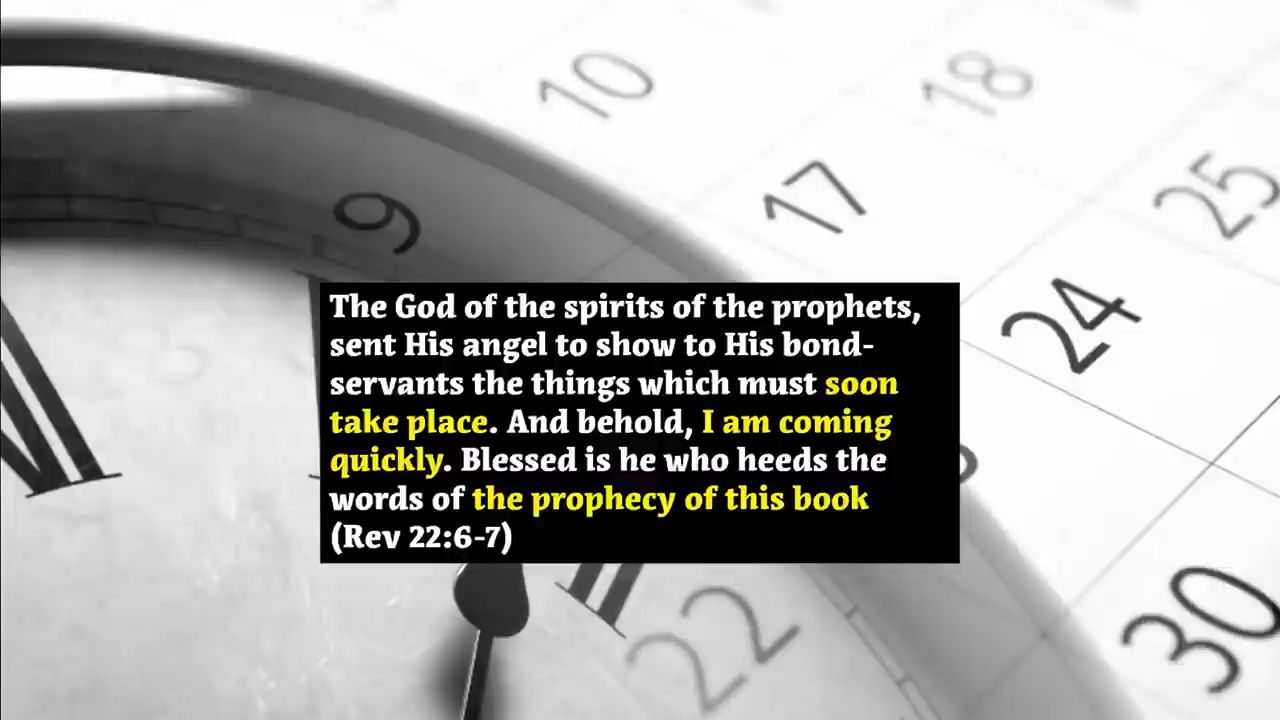 10
18
17
25
9
24
The God of the spirits of the prophets,
sent His angel to show to His bond-
servants the things which must soon
take place. And behold, I am coming
quickly. Blessed is he who heeds the
words of the prophecy of this book
(Rev 22:6-7)
30
22